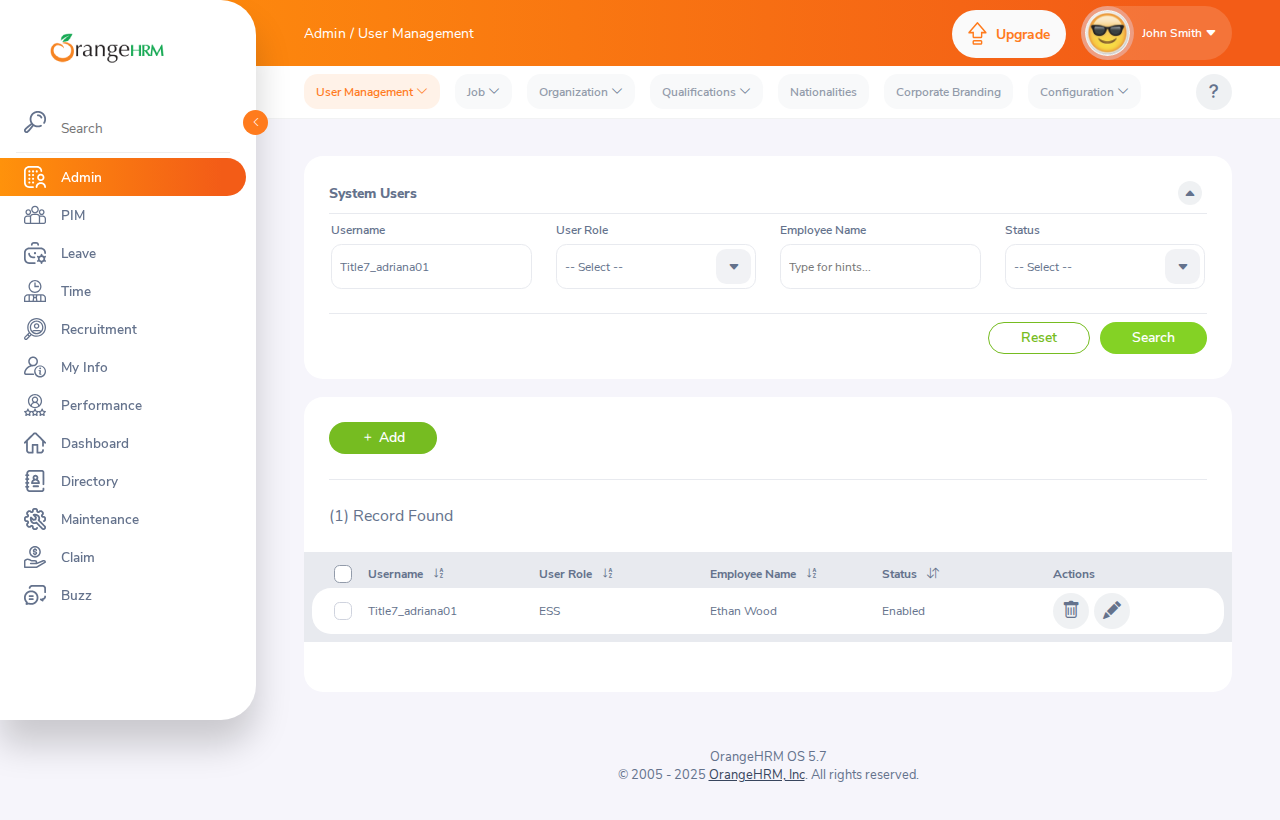 OrangeHRM
Search
Admin
PIM
Leave
Time
Recruitment
My Info
Performance
Dashboard
Directory
Maintenance
Claim
Buzz
Admin / User Management
Upgrade
John Smith
User Management
Job
Organization
Qualifications
Nationalities
Corporate Branding
Configuration
?
System Users
Username
User Role
Employee Name
Status
Title7_adriana01
-- Select --
Type for hints...
-- Select --
Reset
Search
+ Add
(1) Record Found
Username
User Role
Employee Name
Status
Actions
Title7_adriana01
ESS
Ethan Wood
Enabled
OrangeHRM OS 5.7
© 2005 - 2025 OrangeHRM, Inc. All rights reserved.